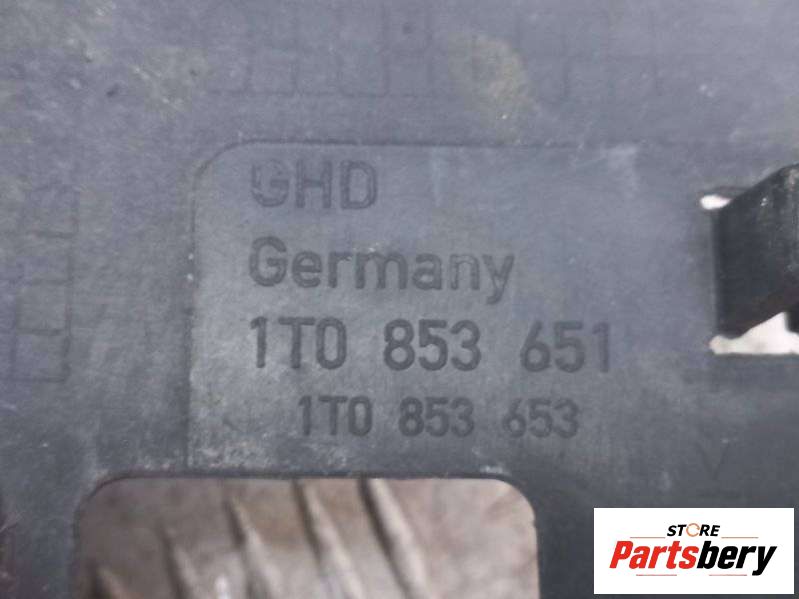 GHD
Germany
1T0 853 651
1T0 853 653
STORE
Partsbery